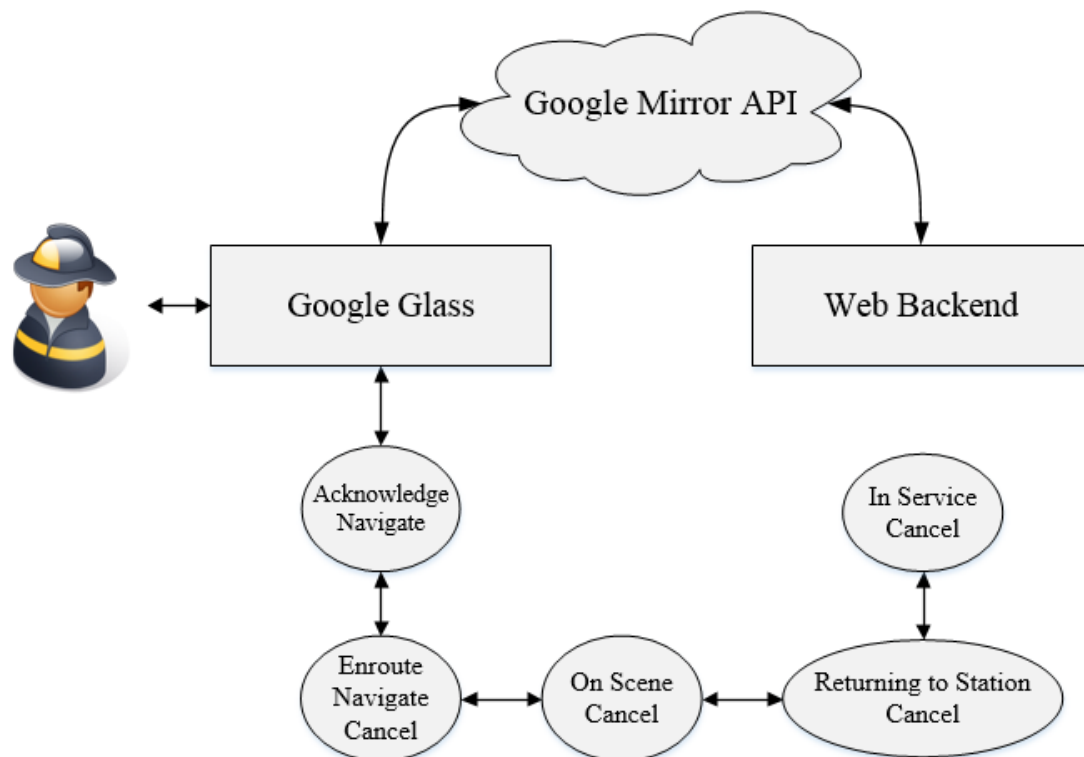 Google Mirror API
Google Glass
Web Backend
Acknowledge
Navigate
In Service
Cancel
Enroute
Navigate
Cancel
On Scene
Cancel
Returning to Station
Cancel